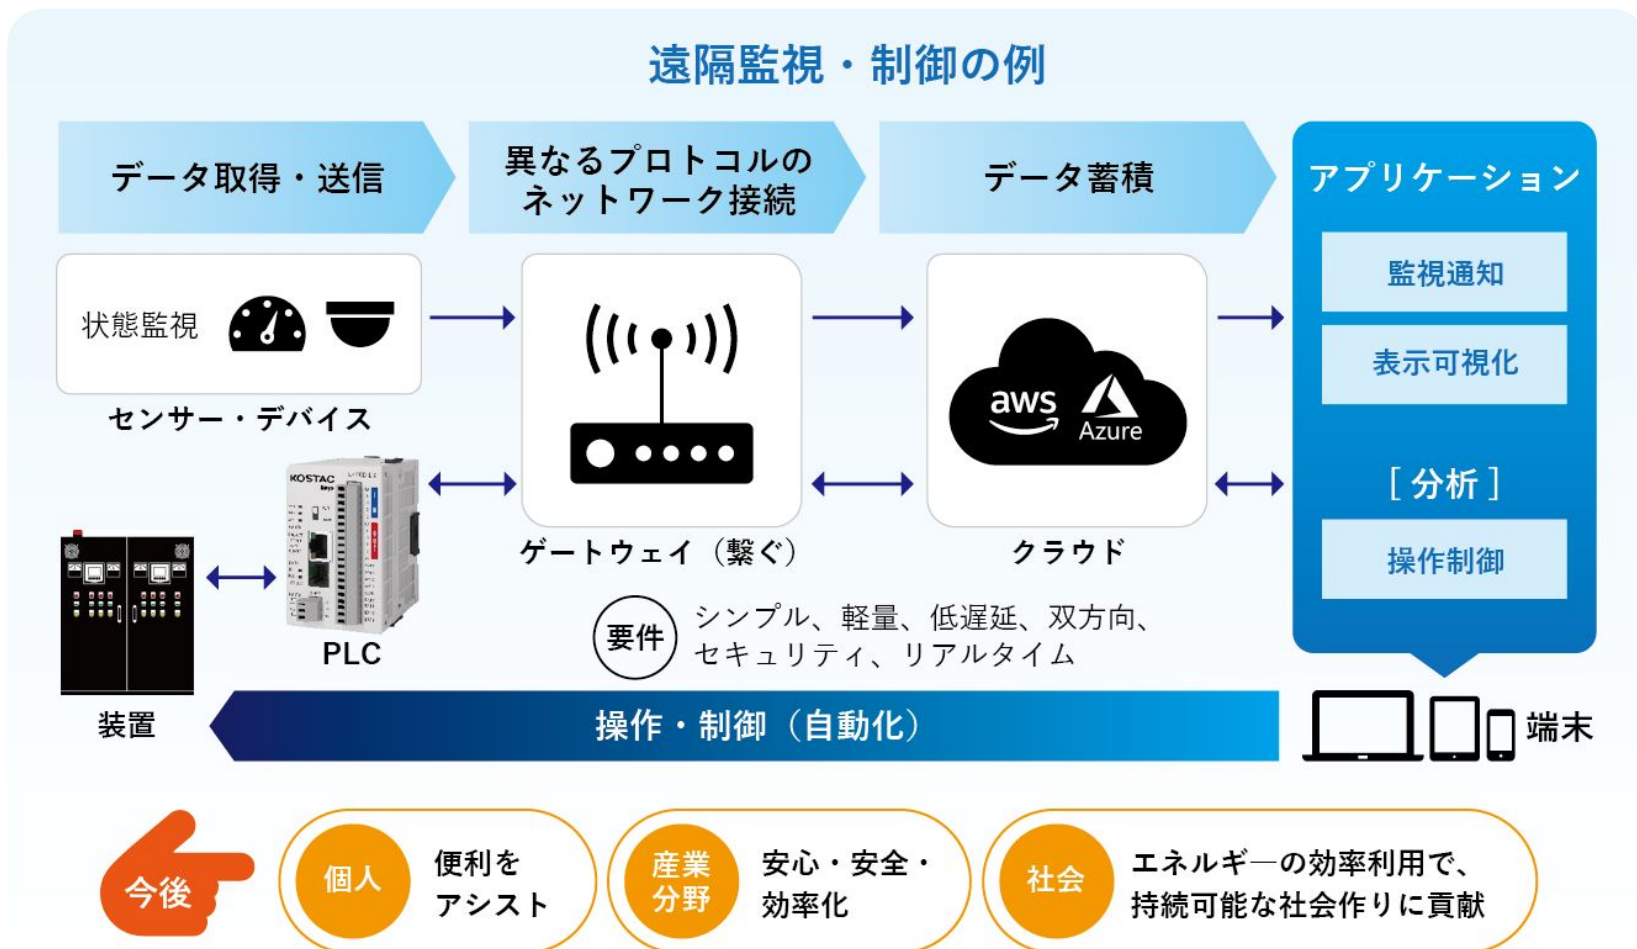 遠隔監視・制御の例
データ取得・送信
異なるプロトコルの
ネットワーク接続
データ蓄積
アプリケーション
状態監視
センサー・デバイス
aws
Azure
監視通知
表示可視化
[ 分析 ]
操作制御
KOSTAC
ゲートウェイ（繋ぐ）
クラウド
PLC
装置
要件
シンプル、軽量、低遅延、双方向、
セキュリティ、リアルタイム
操作・制御（自動化）
端末
今後
個人
便利を
アシスト
産業
分野
安心・安全・
効率化
社会
エネルギーの効率利用で、
持続可能な社会作りに貢献